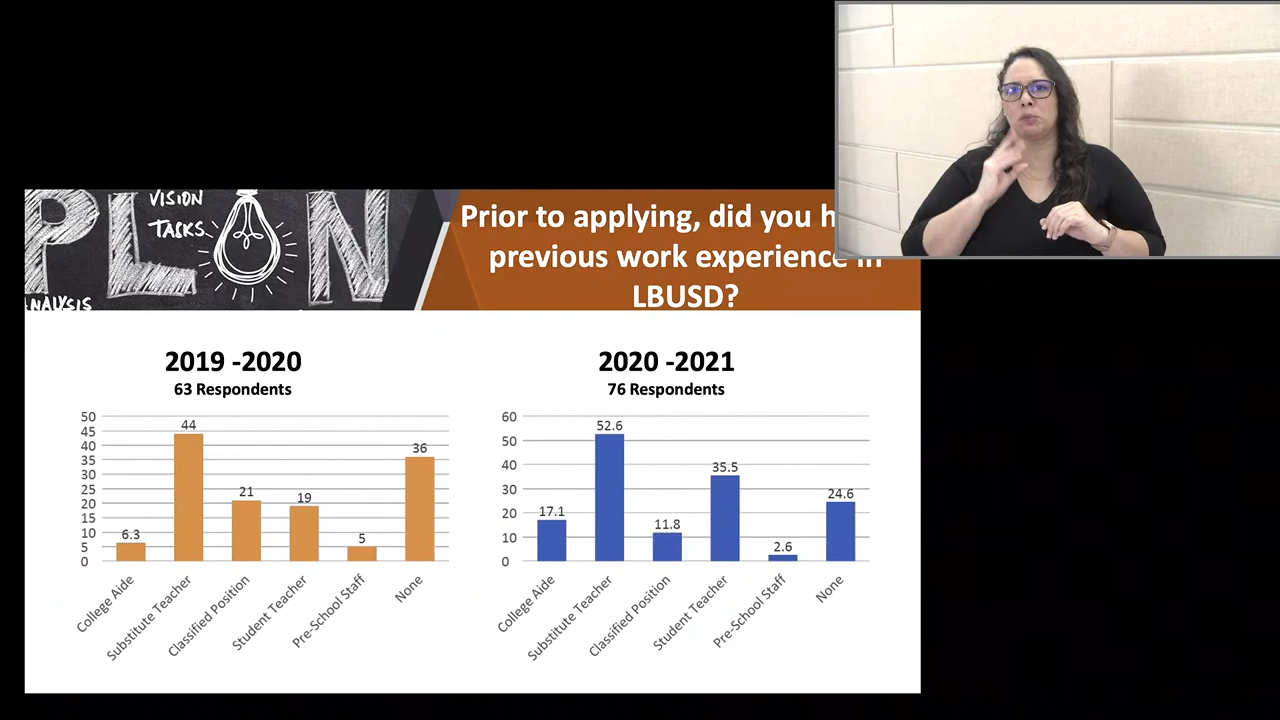 PLAN
VISION
TASKS
ANALYSIS
Prior to applying, did you
previous work experience in
LBUSD?
2019 -2020
63 Respondents
50
45
40
35
30
25
20
15
10
5
0
6.3
44
21
19
5
36
College Aide
Substitute Teacher
Classified Position
Student Teacher
Pre-School Staff
None
2020 -2021
76 Respondents
60
50
40
30
20
10
0
17.1
52.6
11.8
35.5
2.6
24.6
College Aide
Substitute Teacher
Classified Position
Student Teacher
Pre-School Staff
None